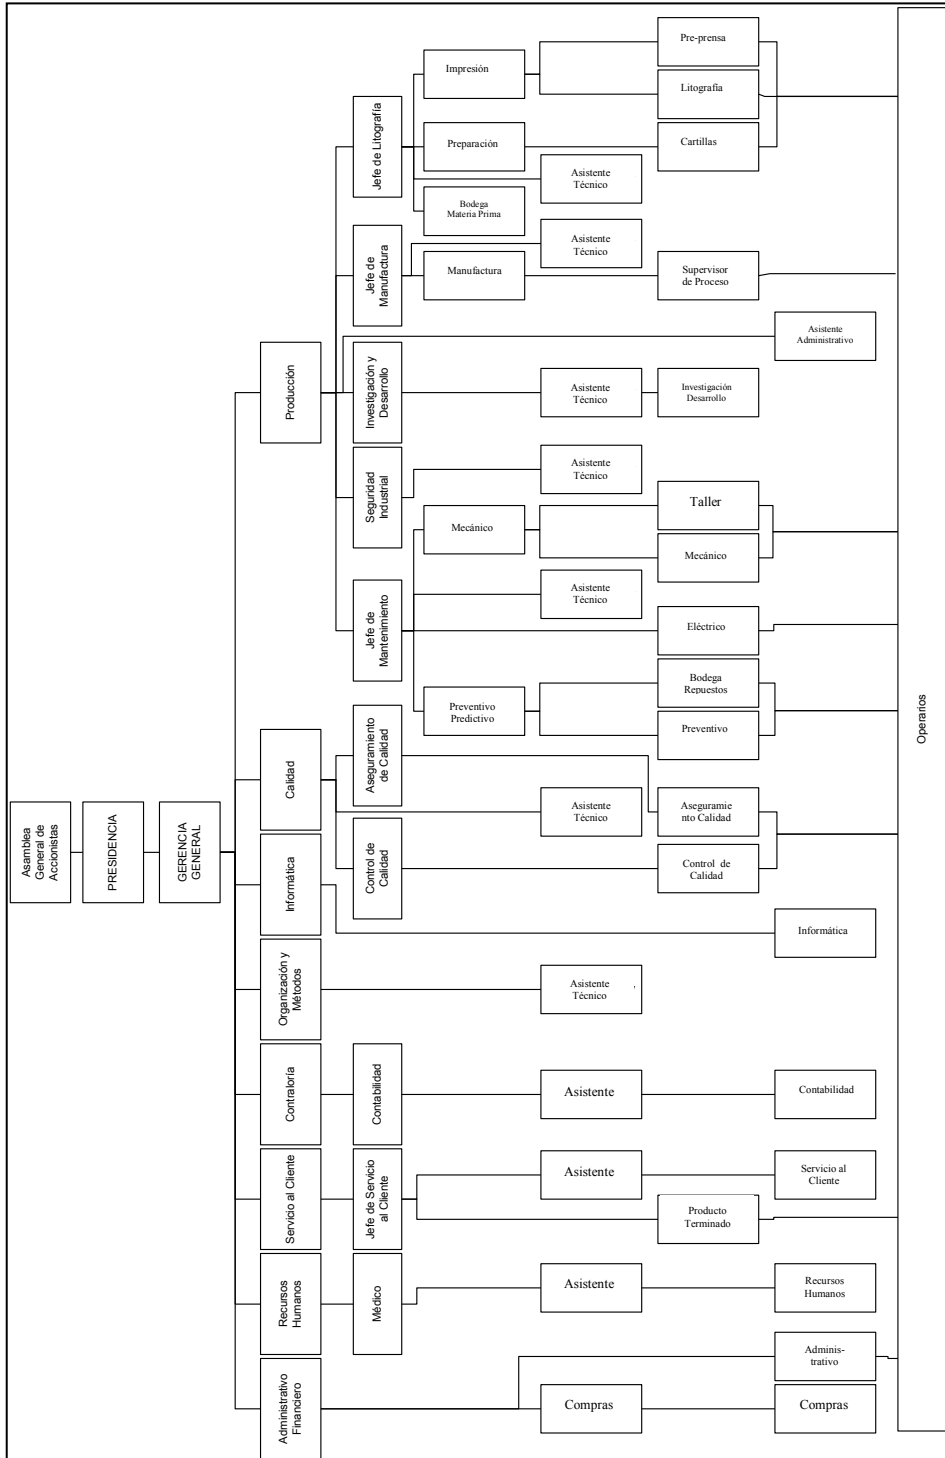 Asamblea
General de
Accionistas
PRESIDENCIA
GERENCIA
GENERAL
Producción
Calidad
Informática
Organización y
Métodos
Contraloría
Servicio al Cliente
Recursos
Humanos
Administrativo
Financiero
Jefe de Litografía
Jefe de
Manufactura
Investigación y
Desarrollo
Seguridad
Industrial
Jefe de
Mantenimiento
Aseguramiento
de Calidad
Control de
Calidad
Contabilidad
Jefe de Servicio
al Cliente
Médico
Impresión
Preparación
Bodega
Materia Prima
Manufactura
Mecánico
Preventivo
Predictivo
Asistente
Técnico
Asistente
Técnico
Asistente
Técnico
Asistente
Técnico
Asistente
Técnico
Asistente
Técnico
Asistente
Técnico
Asistente
Asistente
Asistente
Compras
Pre-prensa
Litografía
Cartillas
Supervisor
de Proceso
Investigación
Desarrollo
Taller
Mecánico
Eléctrico
Bodega
Repuestos
Preventivo
Aseguramie
nto Calidad
Control de
Calidad
Producto
Terminado
Asistente
Administrativo
Informática
Contabilidad
Servicio al
Cliente
Recursos
Humanos
Adminis-
trativo
Compras
Operarios